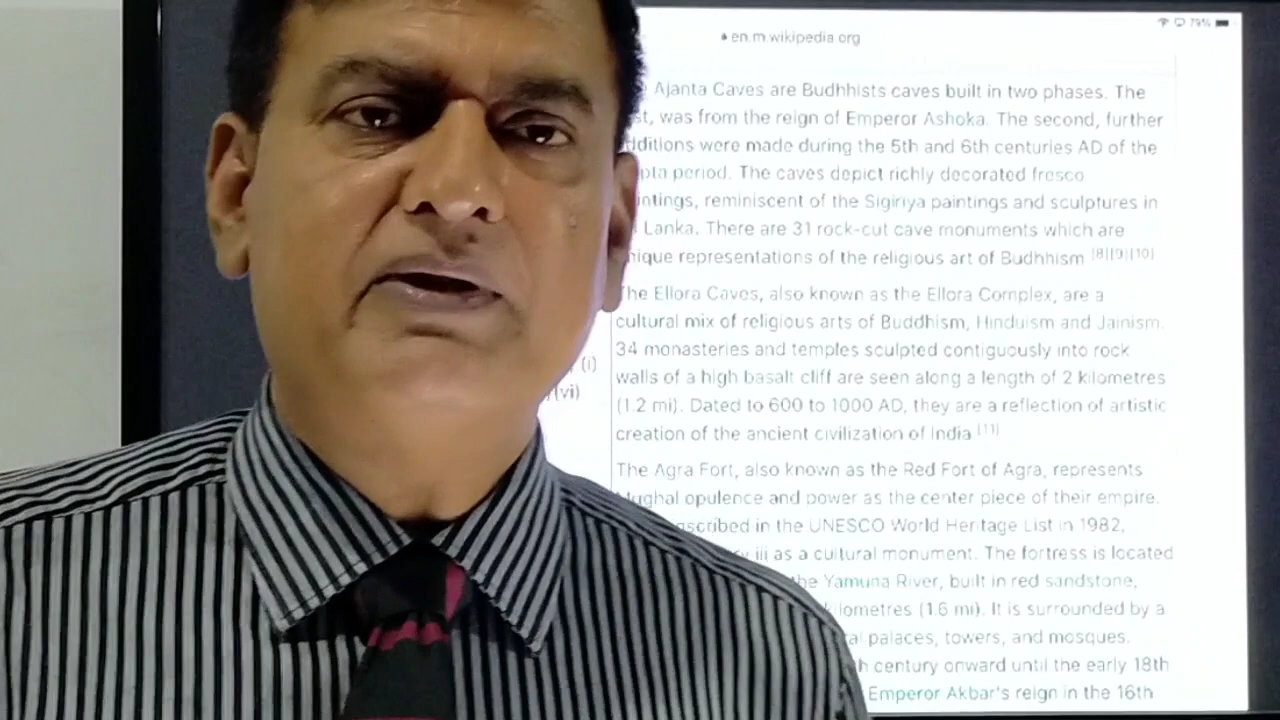 79%
en.m.wikipedia.org
Ajanta Caves are Budhhists caves built in two phases. The
st, was from the reign of Emperor Ashoka. The second, further
dditions were made during the 5th and 6th centuries AD of the
pta period. The caves depict richly decorated fresco
intings, reminiscent of the Sigiriya paintings and sculptures in
Lanka. There are 31 rock-cut cave monuments which are
nique representations of the religious art of Budhhism [8][9][10]
The Ellora Caves, also known as the Ellora Complex, are a
cultural mix of religious arts of Buddhism, Hinduism and Jainism.
34 monasteries and temples sculpted contiguously into rock
(i)
walls of a high basalt cliff are seen along a length of 2 kilometres
(vi)
(1.2 mi). Dated to 600 to 1000 AD, they are a reflection of artistic
creation of the ancient civilization of India.[11]
The Agra Fort, also known as the Red Fort of Agra, represents
Mughal opulence and power as the center piece of their empire.
nscribed in the UNESCO World Heritage List in 1982,
iii as a cultural monument. The fortress is located
the Yamuna River, built in red sandstone,
kilometres (1.6 mi). It is surrounded by a
al palaces, towers, and mosques.
h century onward until the early 18th
Emperor Akbar's reign in the 16th